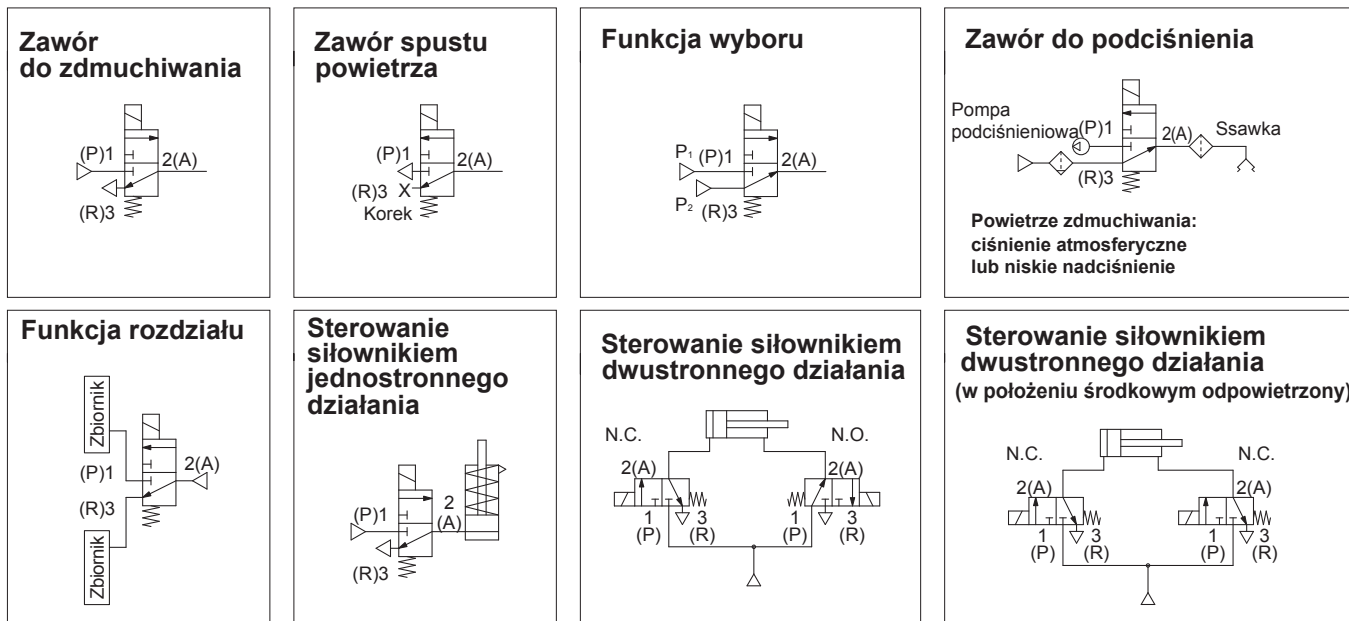 Zawór
do zdmuchiwania
(P)1
2(A)
(R)3
Zawór spustu
powietrza
(P)1
2(A)
(R)3 X
Korek
Funkcja wyboru
P₁ (P)1
2(A)
P₂ (R)3
Zawór do podciśnienia
Pompa
podciśnieniowa
(P)1
2(A)
Ssawka
(R)3
Powietrze zdmuchiwania:
ciśnienie atmosferyczne
lub niskie nadciśnienie
Funkcja rozdziału
Zbiornik
(P)1
2(A)
(R)3
Zbiornik
Sterowanie
siłownikiem
jednostronnego
działania
(P)1
2
(A)
(R)3
Sterowanie siłownikiem
dwustronnego działania
N.C. N.O.
2(A) 2(A)
1 3 1 3
(P) (R) (P) (R)
Sterowanie siłownikiem
dwustronnego działania
(w położeniu środkowym odpowietrzony)
N.C. N.C.
2(A) 2(A)
1 3 1 3
(P) (R) (P) (R)